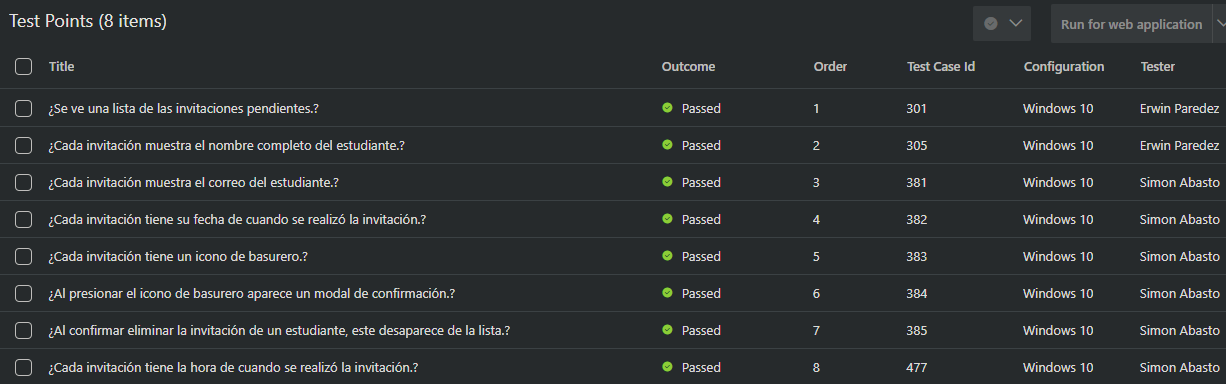 Test Points (8 items)
Run for web application
Title Outcome Order Test Case Id Configuration Tester
¿Se ve una lista de las invitaciones pendientes.? Passed 1 301 Windows 10 Erwin Paredez
¿Cada invitación muestra el nombre completo del estudiante.? Passed 2 305 Windows 10 Erwin Paredez
¿Cada invitación muestra el correo del estudiante.? Passed 3 381 Windows 10 Simon Abasto
¿Cada invitación tiene su fecha de cuando se realizó la invitación.? Passed 4 382 Windows 10 Simon Abasto
¿Cada invitación tiene un icono de basurero.? Passed 5 383 Windows 10 Simon Abasto
¿Al presionar el icono de basurero aparece un modal de confirmación.? Passed 6 384 Windows 10 Simon Abasto
¿Al confirmar eliminar la invitación de un estudiante, este desaparece de la lista.? Passed 7 385 Windows 10 Simon Abasto
¿Cada invitación tiene la hora de cuando se realizó la invitación.? Passed 8 477 Windows 10 Simon Abasto